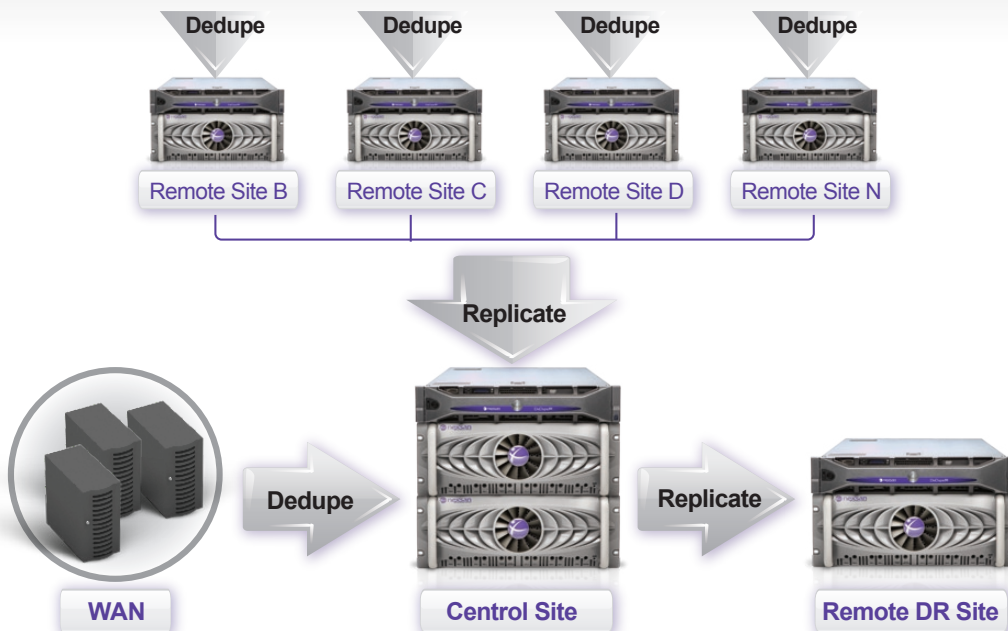 Dedupe Dedupe Dedupe Dedupe
Remote Site B Remote Site C Remote Site D Remote Site N
Replicate
Dedupe
Replicate
WAN Centrol Site Remote DR Site